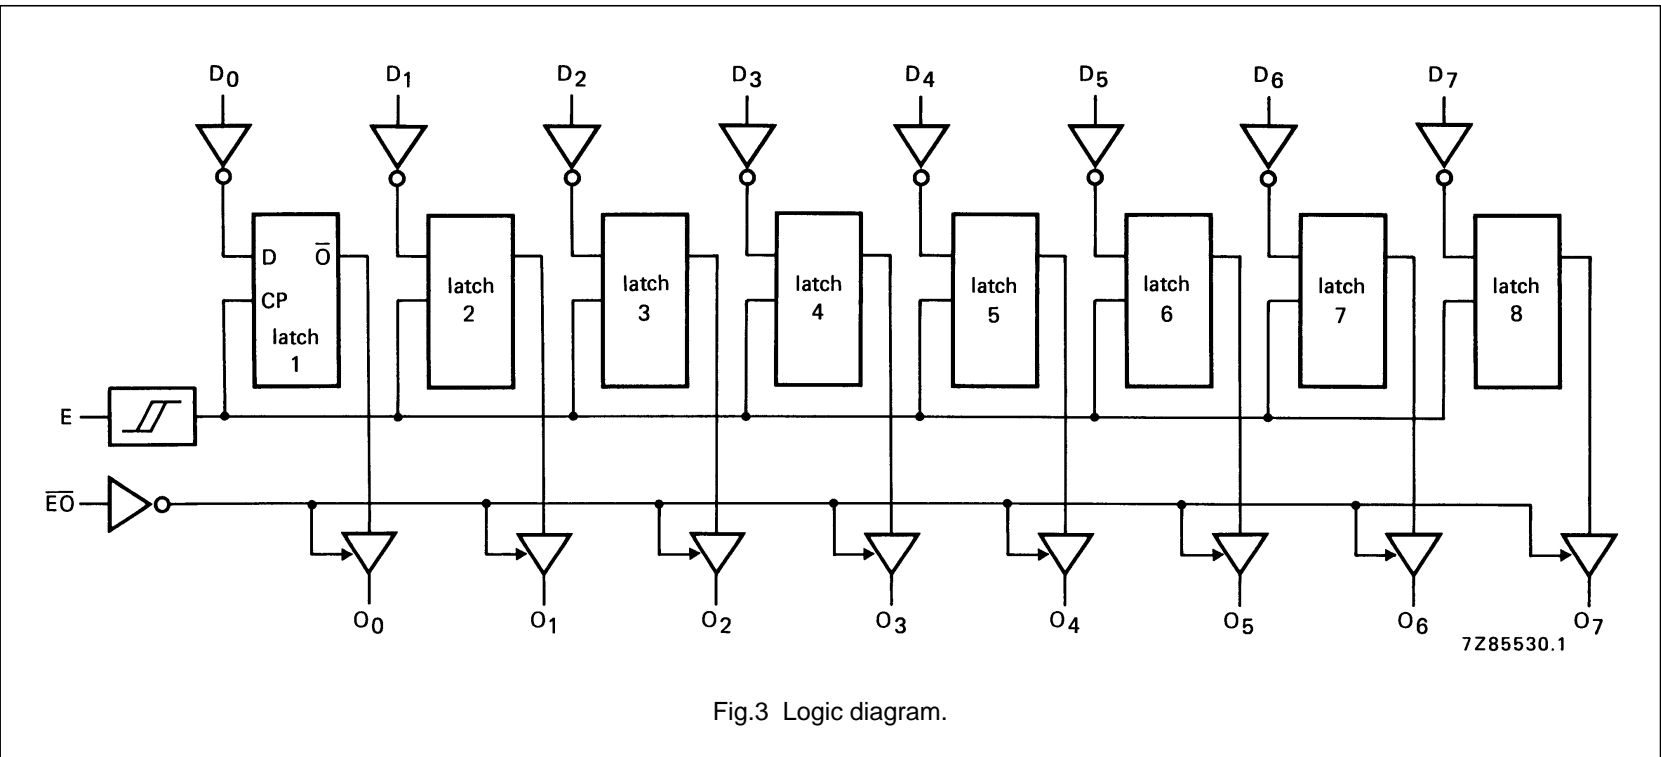 D0 D1 D2 D3 D4 D5 D6 D7
D O̅
CP
latch
1
latch
2
latch
3
latch
4
latch
5
latch
6
latch
7
latch
8
E
E̅O̅
O0 O1 O2 O3 O4 O5 O6 O7
7Z85530.1
Fig.3 Logic diagram.